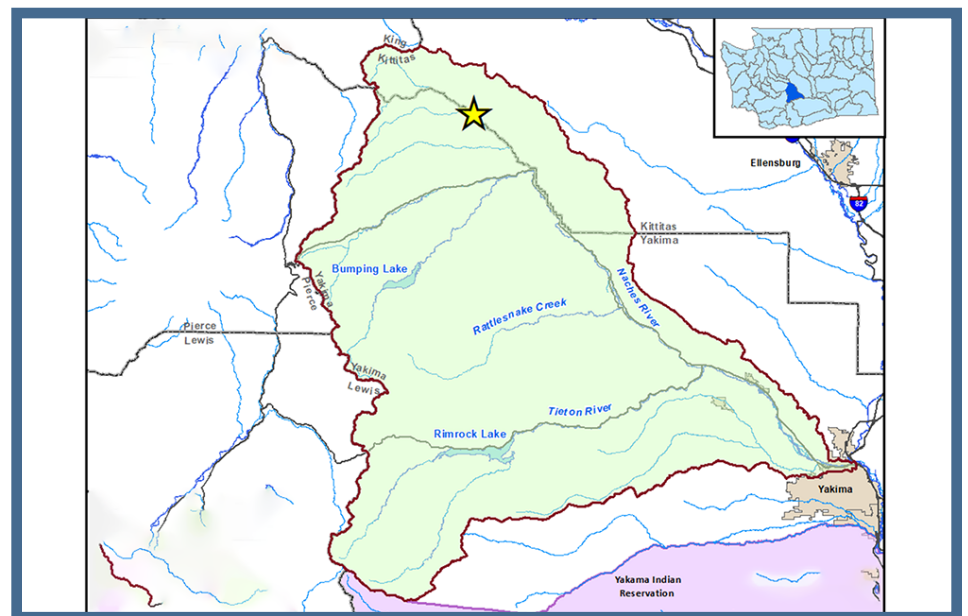 King
Kittitas
Ellensburg
82
Kittitas
Yakima
Bumping Lake
Yakima
Pierce
Naches River
Rattlesnake Creek
Pierce
Lewis
Yakima
Lewis
Tieton River
Rimrock Lake
Yakima
Yakama Indian
Reservation